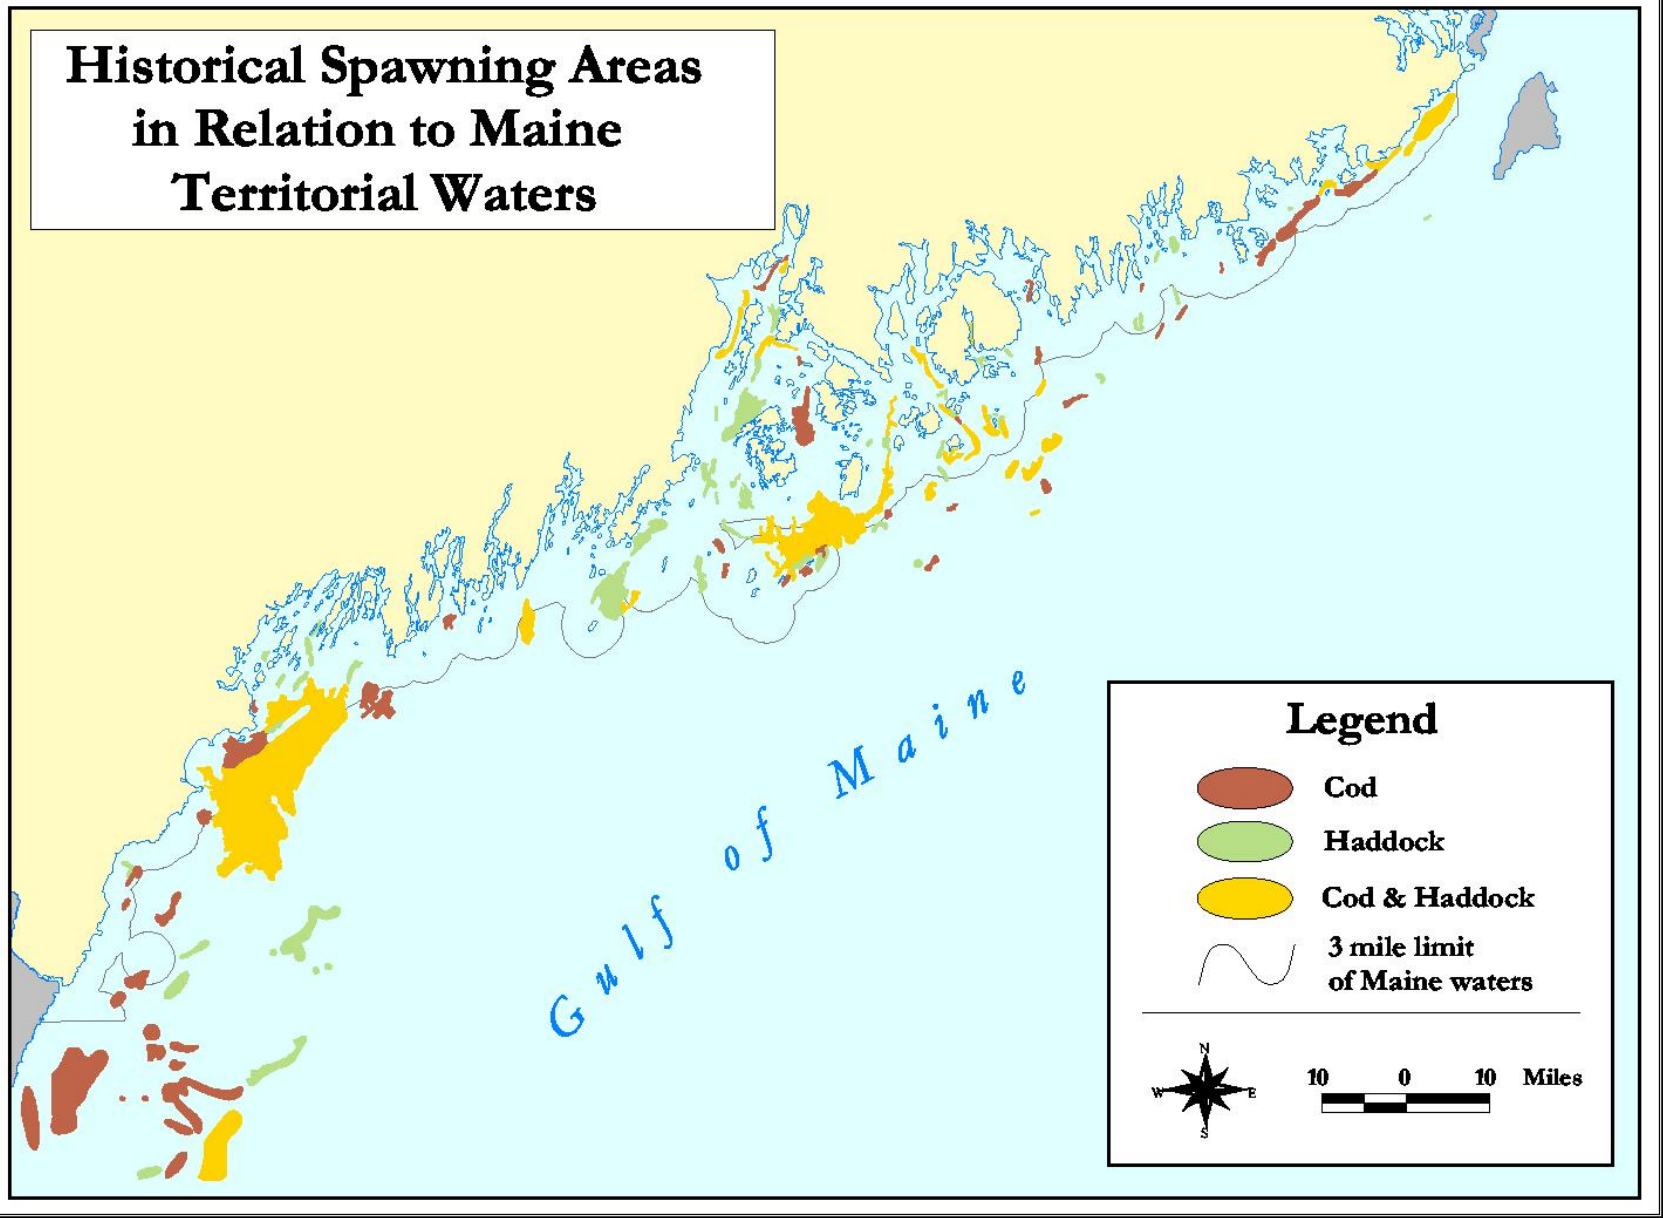 Historical Spawning Areas
in Relation to Maine
Territorial Waters
Gulf of Maine
Legend
Cod
Haddock
Cod & Haddock
3 mile limit
of Maine waters
N
W E
S
10 0 10 Miles